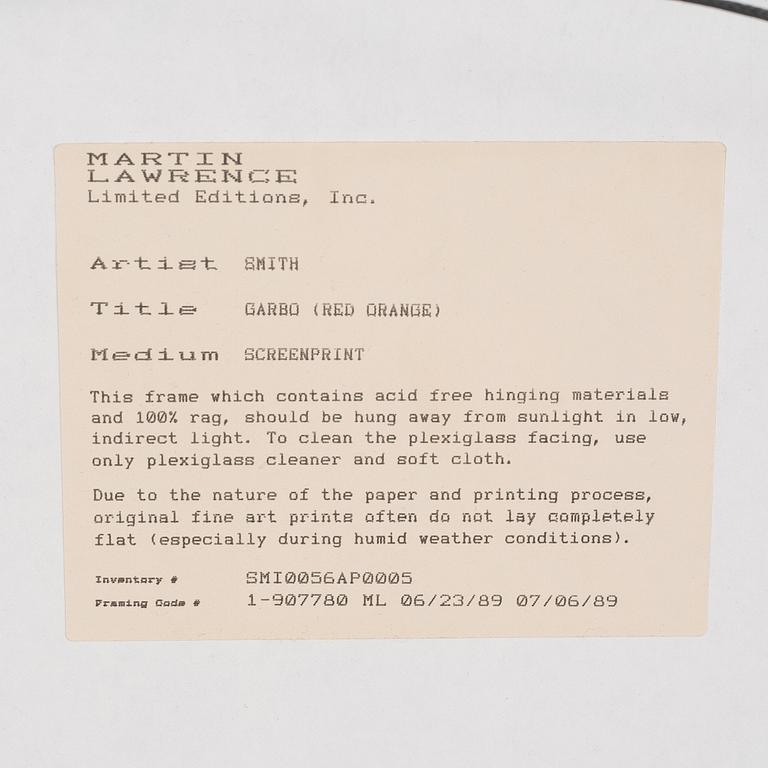 MARTIN
LAWRENCE
Limited Editions, Inc.
Artist SMITH
Title GARBO (RED ORANGE)
Medium SCREENPRINT
This frame which contains acid free hinging materials
and 100% rag, should be hung away from sunlight in low,
indirect light. To clean the plexiglass facing, use
only plexiglass cleaner and soft cloth.
Due to the nature of the paper and printing process,
original fine art prints often do not lay completely
flat (especially during humid weather conditions).
Inventory # SMI0056AP0005
Framing Code # 1-907780 ML 06/23/89 07/06/89